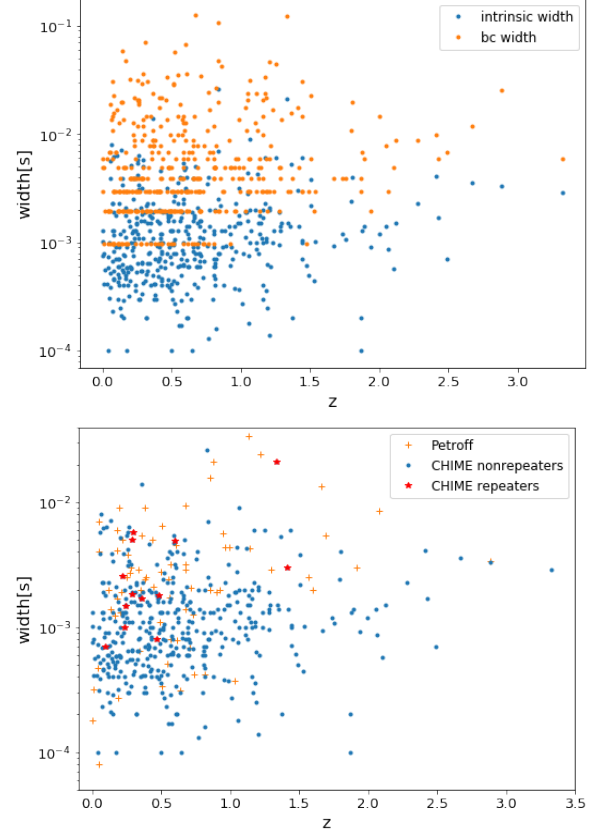 intrinsic width
bc width
10⁻¹
10⁻²
10⁻³
10⁻⁴
width[s]
0.0 0.5 1.0 1.5 2.0 2.5 3.0
z
Petroff
CHIME nonrepeaters
CHIME repeaters
10⁻²
10⁻³
10⁻⁴
width[s]
0.0 0.5 1.0 1.5 2.0 2.5 3.0 3.5
z